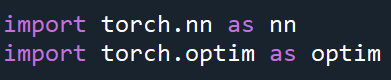 import torch.nn as nn
import torch.optim as optim